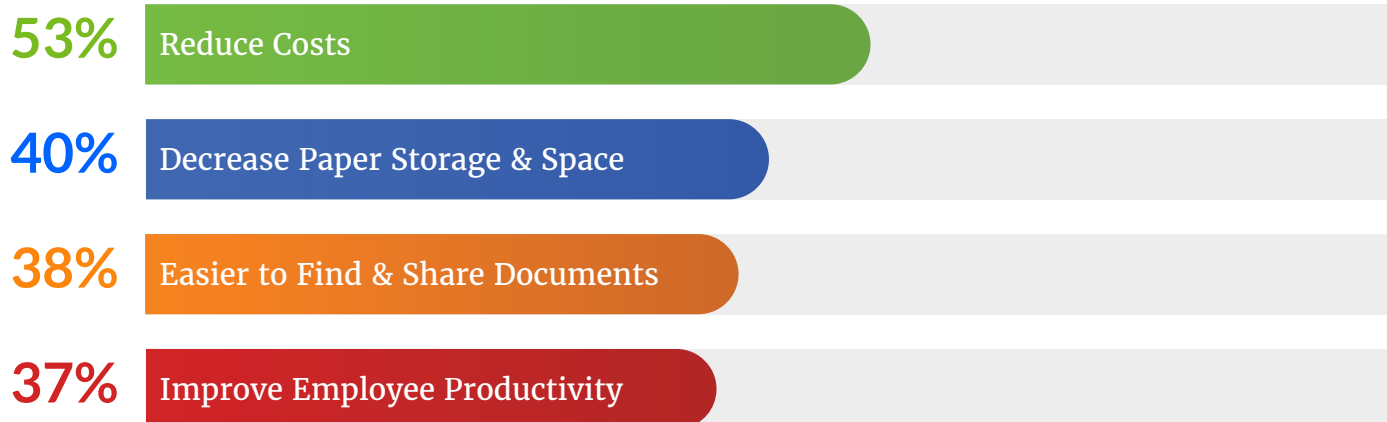 53% Reduce Costs
40% Decrease Paper Storage & Space
38% Easier to Find & Share Documents
37% Improve Employee Productivity